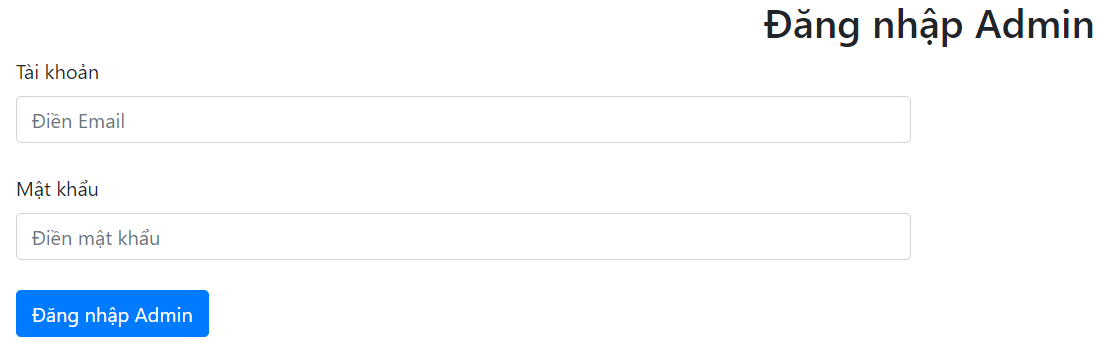 Đăng nhập Admin
Tài khoản
Điền Email
Mật khẩu
Điền mật khẩu
Đăng nhập Admin